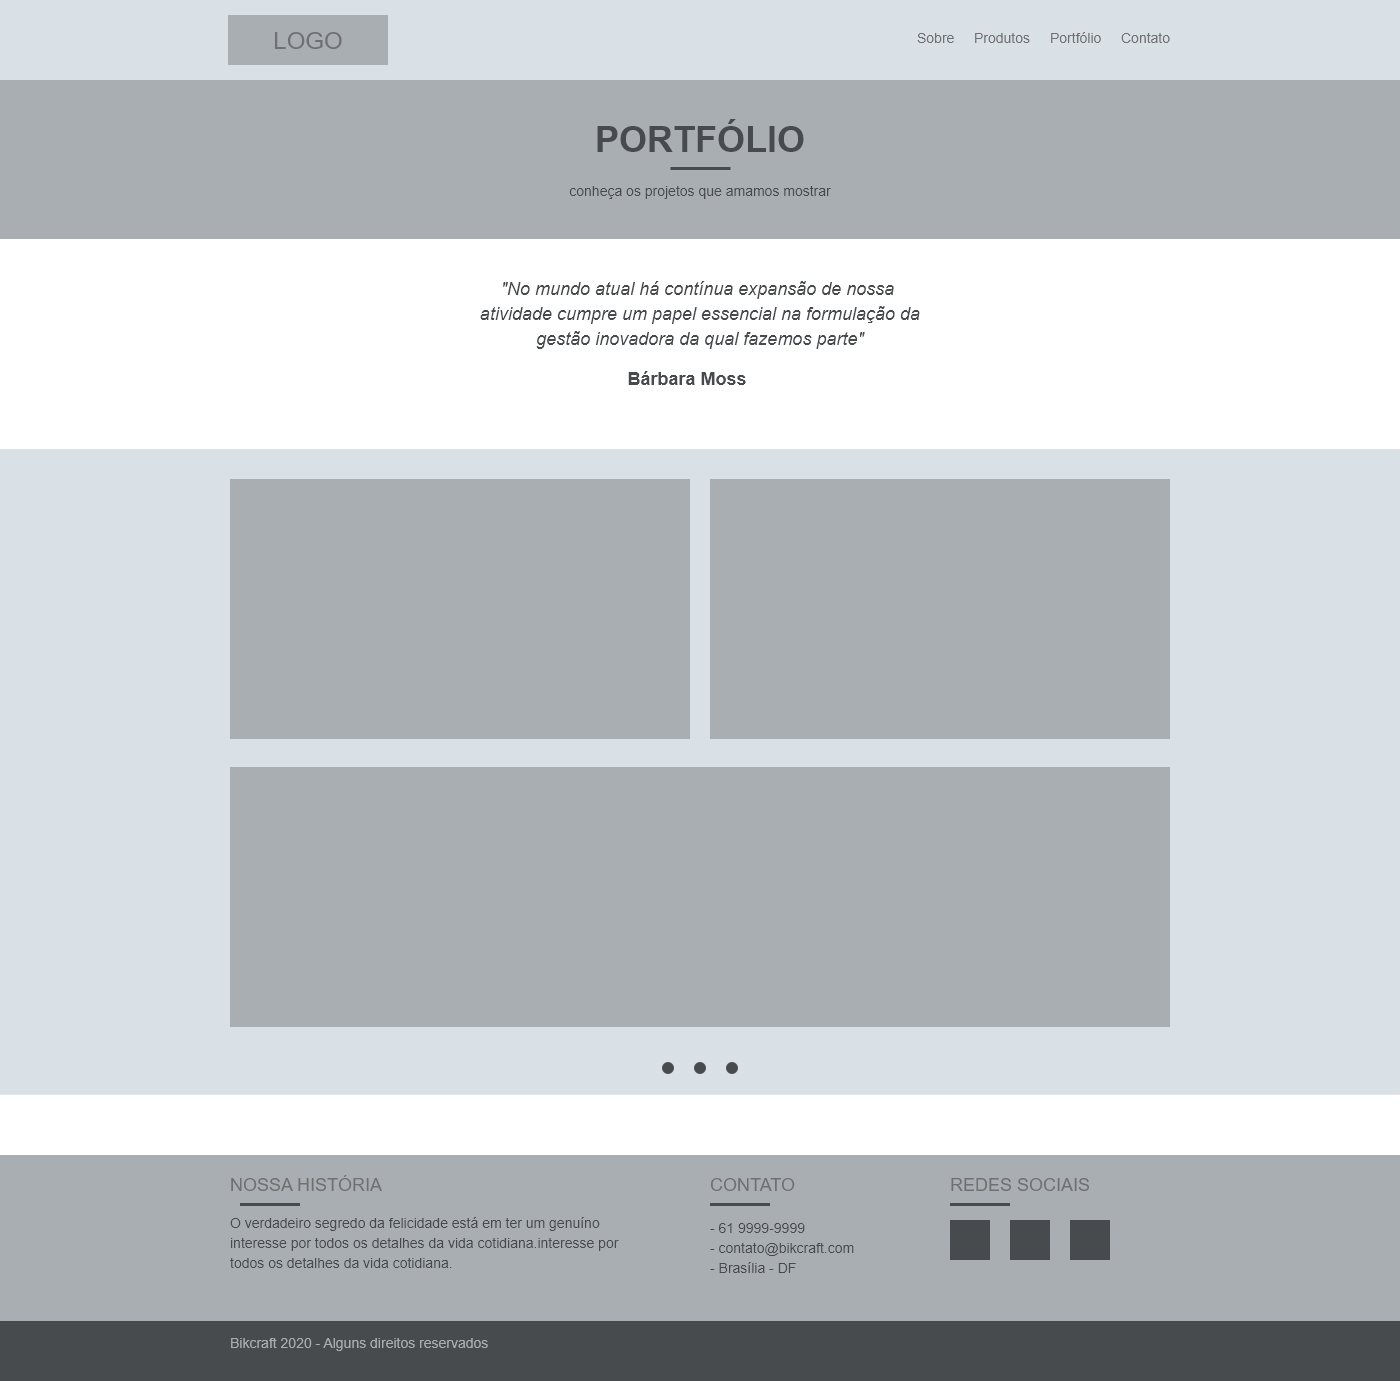 LOGO
Sobre Produtos Portfólio Contato
PORTFÓLIO
conheça os projetos que amamos mostrar
"No mundo atual há contínua expansão de nossa
atividade cumpre um papel essencial na formulação da
gestão inovadora da qual fazemos parte"
Bárbara Moss
NOSSA HISTÓRIA
O verdadeiro segredo da felicidade está em ter um genuíno
interesse por todos os detalhes da vida cotidiana.interesse por
todos os detalhes da vida cotidiana.
CONTATO
- 61 9999-9999
- contato@bikcraft.com
- Brasília - DF
REDES SOCIAIS
Bikcraft 2020 - Alguns direitos reservados